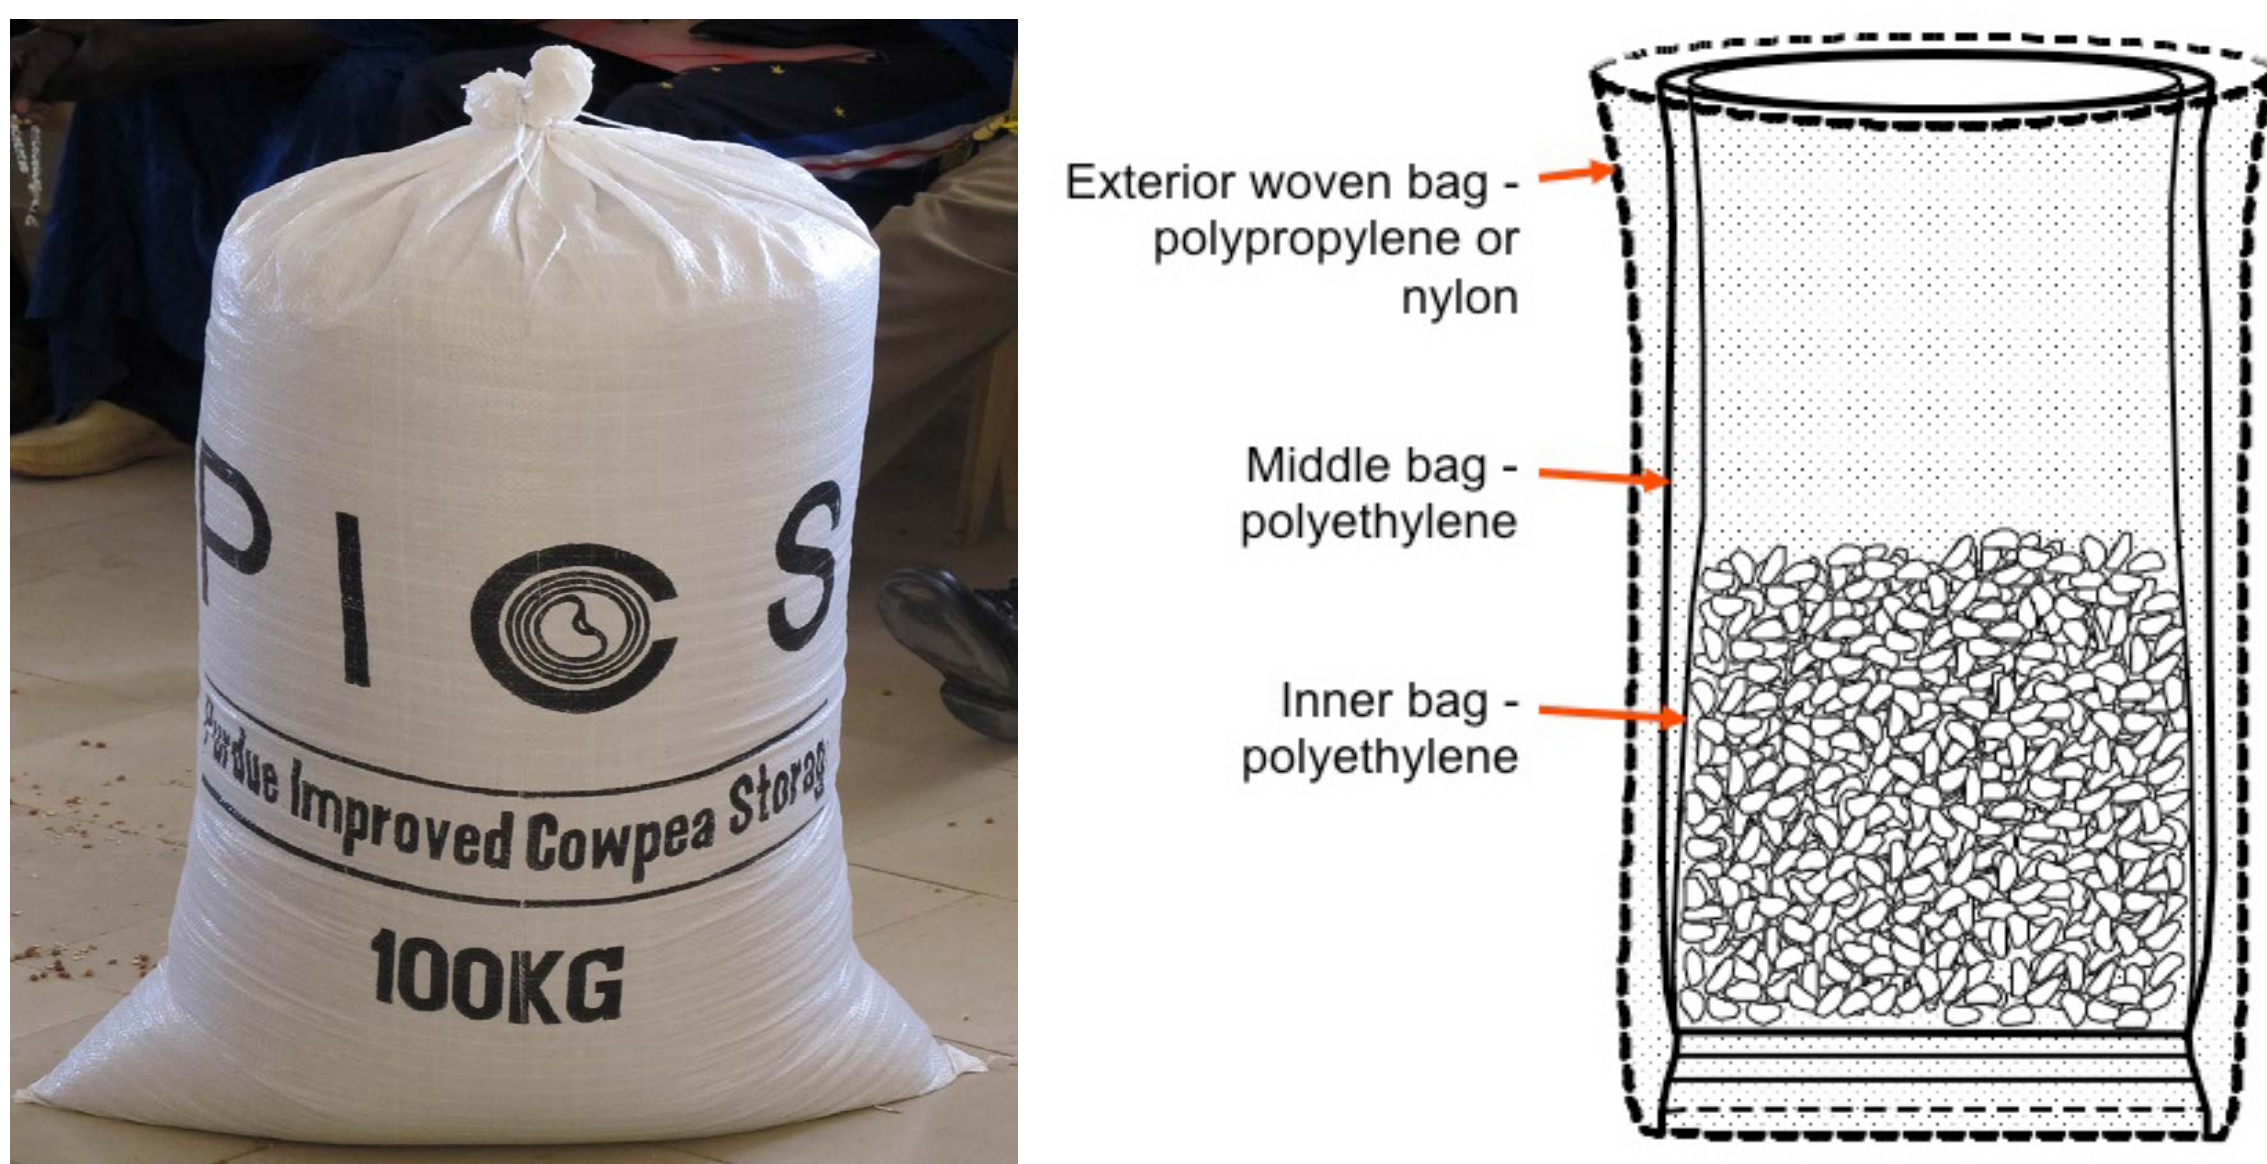 PICS
Purdue Improved Cowpea Storag
100KG
Exterior woven bag -
polypropylene or
nylon
Middle bag -
polyethylene
Inner bag -
polyethylene